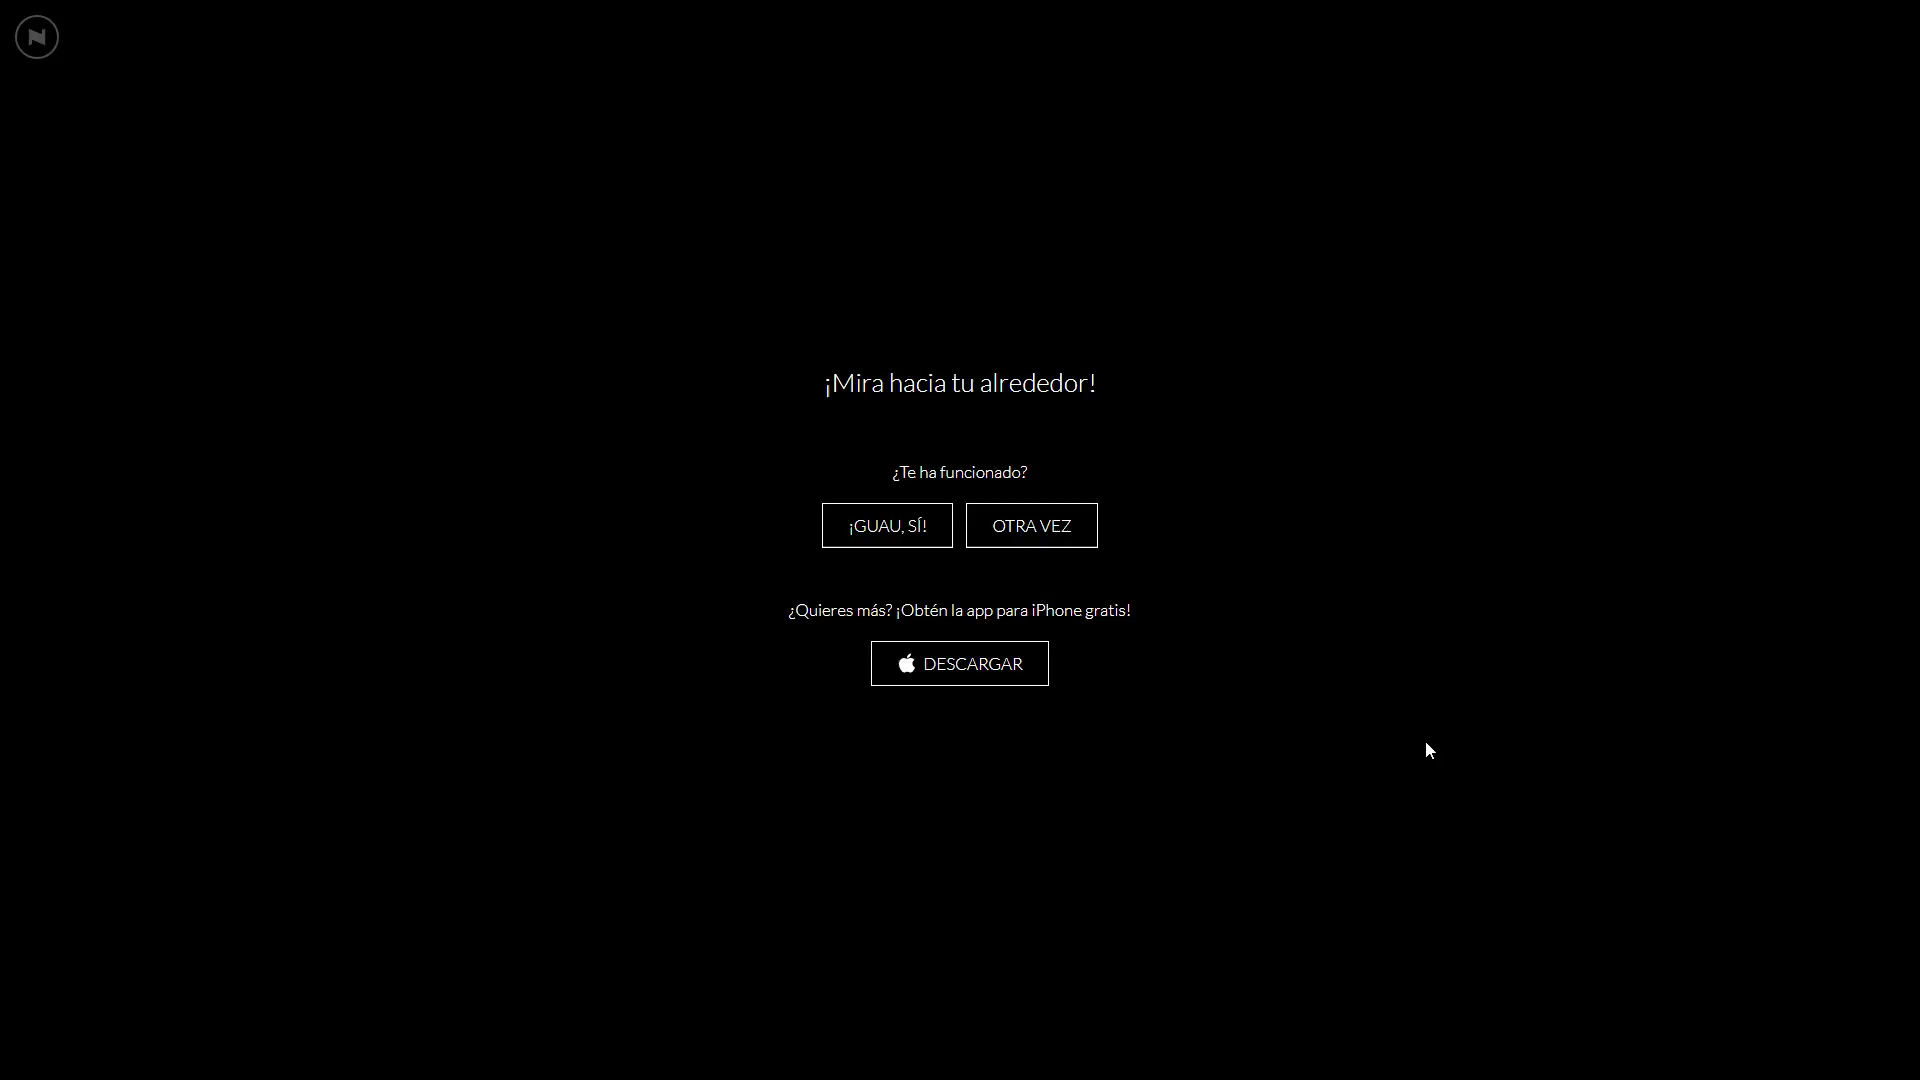 N
¡Mira hacia tu alrededor!
¿Te ha funcionado?
¡GUAU, SÍ! OTRA VEZ
¿Quieres más? ¡Obtén la app para iPhone gratis!
DESCARGAR